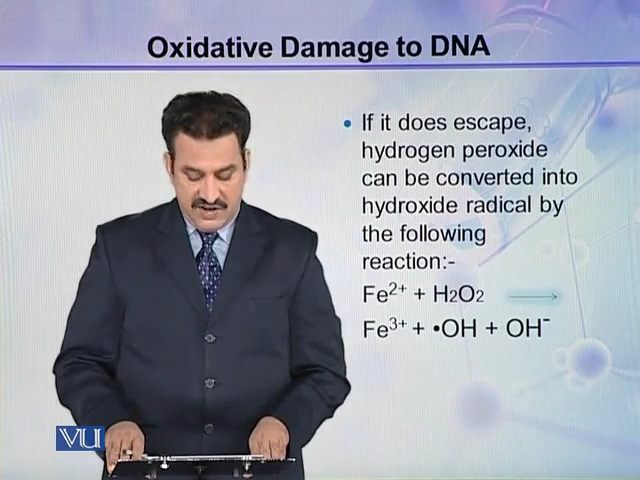 Oxidative Damage to DNA
• If it does escape,
hydrogen peroxide
can be converted into
hydroxide radical by
the following
reaction:-
Fe²⁺ + H₂O₂ →
Fe³⁺ + •OH + OH⁻
VU